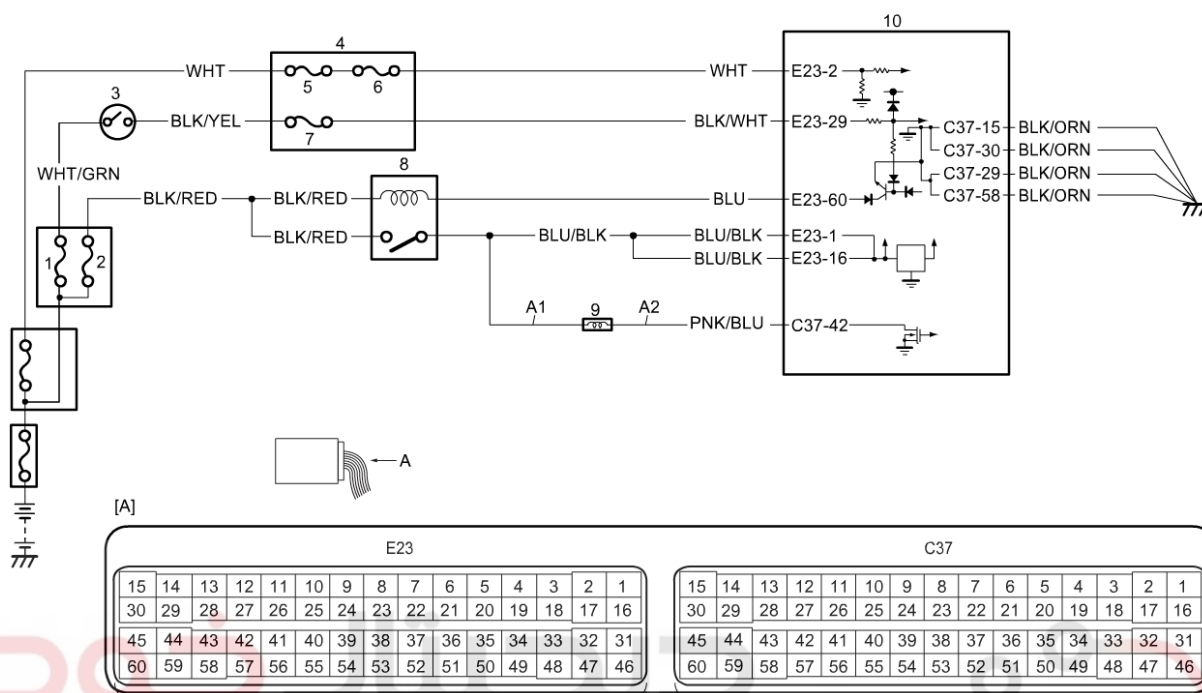 10
4
WHT
WHT
E23-2
5
6
3
BLK/YEL
BLK/WHT
E23-29
C37-15
BLK/ORN
7
C37-30
BLK/ORN
WHT/GRN
8
C37-29
BLK/ORN
BLK/RED
BLK/RED
BLU
E23-60
C37-58
BLK/ORN
BLK/RED
BLU/BLK
BLU/BLK
E23-1
1
2
BLU/BLK
E23-16
A1
9
A2
PNK/BLU
C37-42
A
[A]
E23
C37
15 14 13 12 11 10 9 8 7 6 5 4 3 2 1
15 14 13 12 11 10 9 8 7 6 5 4 3 2 1
30 29 28 27 26 25 24 23 22 21 20 19 18 17 16
30 29 28 27 26 25 24 23 22 21 20 19 18 17 16
45 44 43 42 41 40 39 38 37 36 35 34 33 32 31
45 44 43 42 41 40 39 38 37 36 35 34 33 32 31
60 59 58 57 56 55 54 53 52 51 50 49 48 47 46
60 59 58 57 56 55 54 53 52 51 50 49 48 47 46